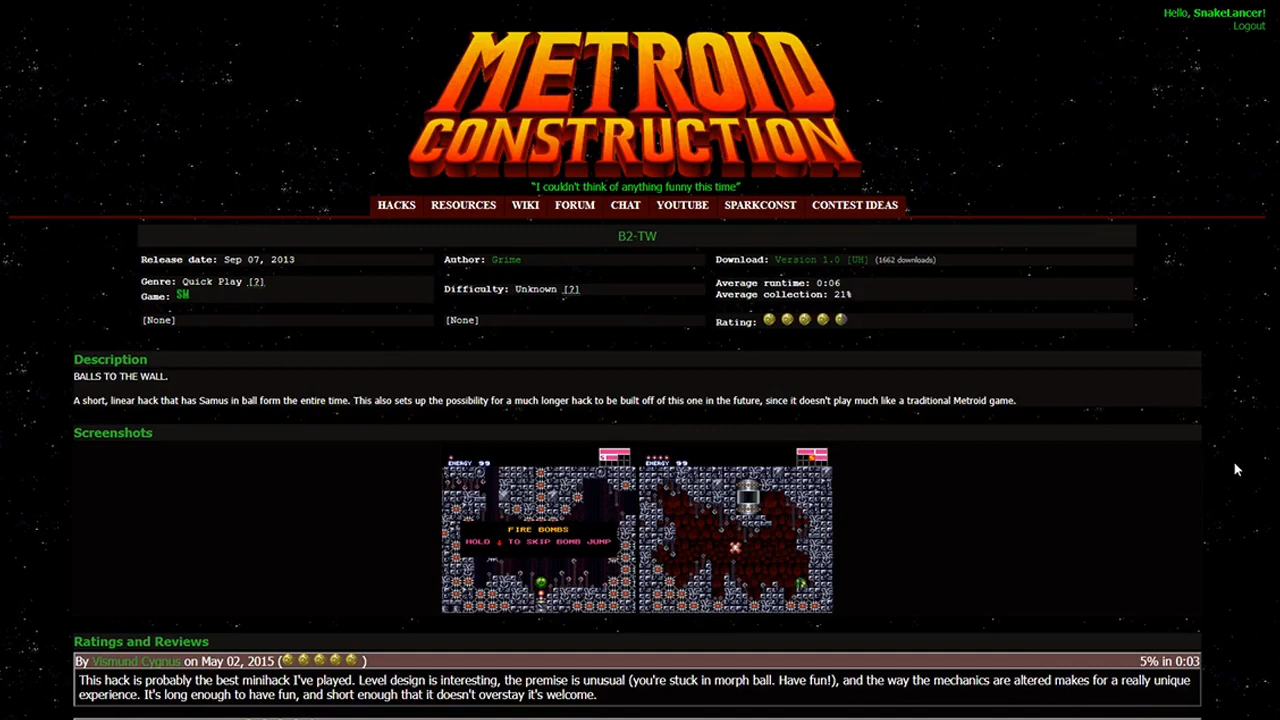 Hello, SnakeLancer!
Logout
METROID
CONSTRUCTION
"I couldn't think of anything funny this time"
HACKS RESOURCES WIKI FORUM CHAT YOUTUBE SPARKCONST CONTEST IDEAS
B2-TW
Release date: Sep 07, 2013 Author: Grime Download: Version 1.0 [UH] (1662 downloads)
Genre: Quick Play [?] Difficulty: Unknown [?] Average runtime: 0:06
Game: SM Average collection: 21%
[None] [None] Rating:
Description
BALLS TO THE WALL.
A short, linear hack that has Samus in ball form the entire time. This also sets up the possibility for a much longer hack to be built off of this one in the future, since it doesn't play much like a traditional Metroid game.
Screenshots
ENERGY 99 ENERGY 99
FIRE BOMBS
HOLD ↓ TO SKIP BOMB JUMP
Ratings and Reviews
By Vismund Cygnus on May 02, 2015 ( ) 5% in 0:03
This hack is probably the best minihack I've played. Level design is interesting, the premise is unusual (you're stuck in morph ball. Have fun!), and the way the mechanics are altered makes for a really unique
experience. It's long enough to have fun, and short enough that it doesn't overstay it's welcome.